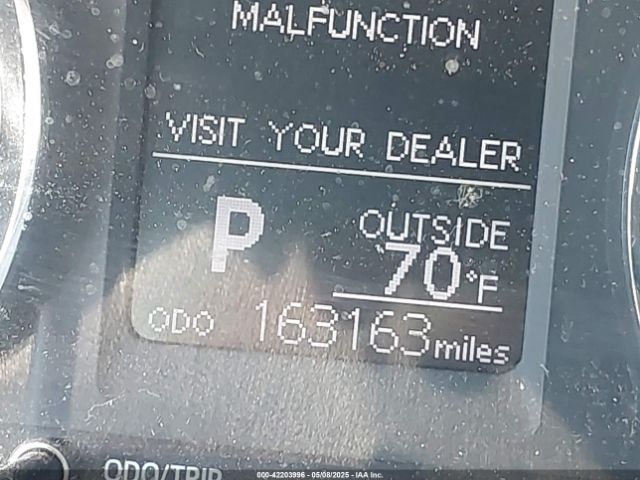 MALFUNCTION
VISIT YOUR DEALER
P
OUTSIDE
70°F
ODO 163163 miles
ODO/TRIP
000-42203996 - 05/08/2025 - IAA Inc.